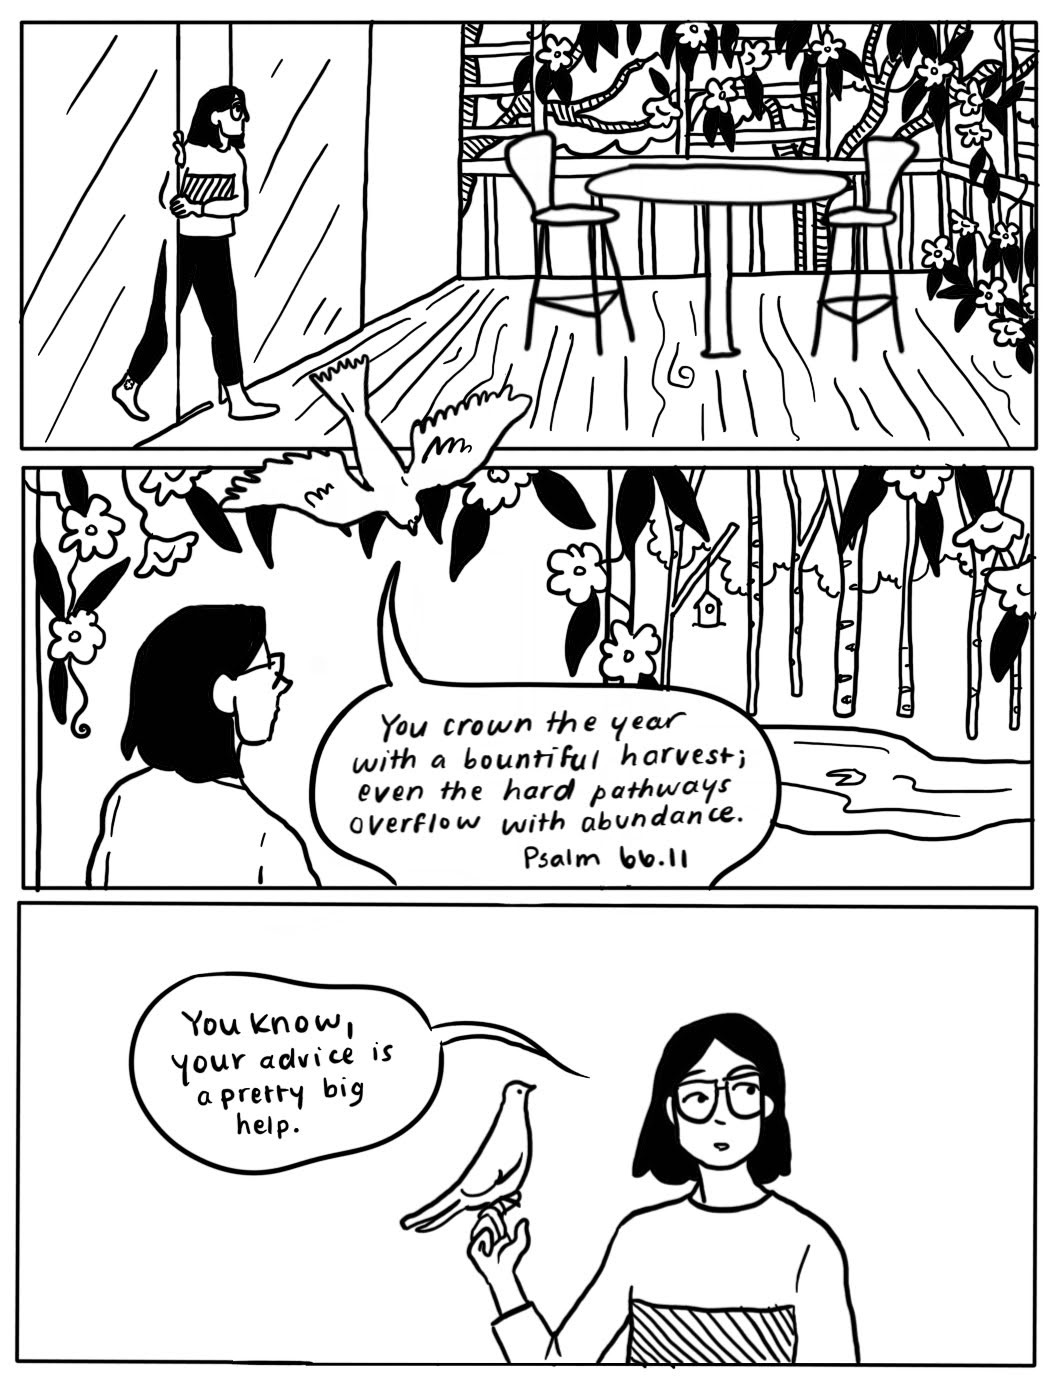 You crown the year
with a bountiful harvest;
even the hard pathways
overflow with abundance.
Psalm 66.11
You know,
your advice is
a pretty big
help.